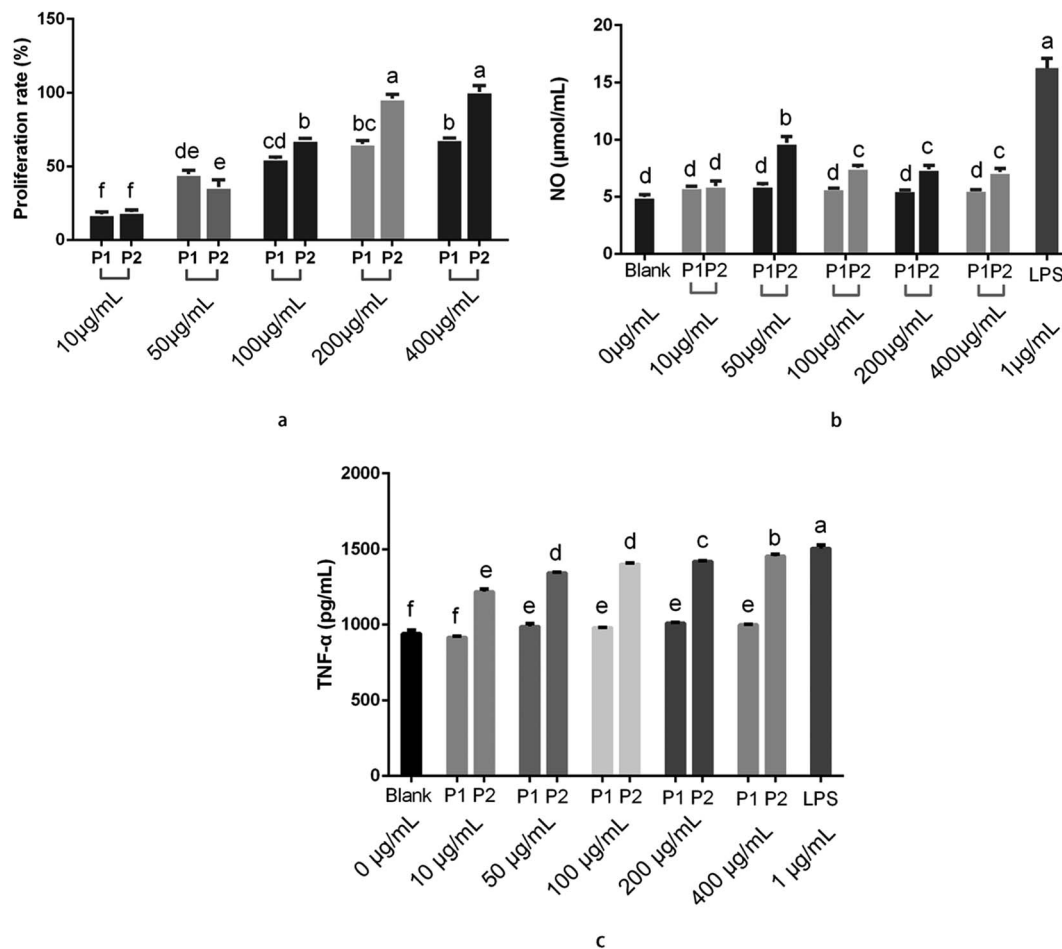 Proliferation rate (%)
150
100
50
0
f f de e cd b bc a b a
P1 P2 P1 P2 P1 P2 P1 P2 P1 P2
10µg/mL 50µg/mL 100µg/mL 200µg/mL 400µg/mL
a
NO (µmol/mL)
20
15
10
5
0
d d d d b d c d c d c a
Blank P1P2 P1P2 P1P2 P1P2 P1P2 LPS
0µg/mL 10µg/mL 50µg/mL 100µg/mL 200µg/mL 400µg/mL 1µg/mL
b
TNF-α (pg/mL)
2000
1500
1000
500
0
f f e e d e d e c e b a
Blank P1 P2 P1 P2 P1 P2 P1 P2 P1 P2 LPS
0 µg/mL 10 µg/mL 50 µg/mL 100 µg/mL 200 µg/mL 400 µg/mL 1 µg/mL
c